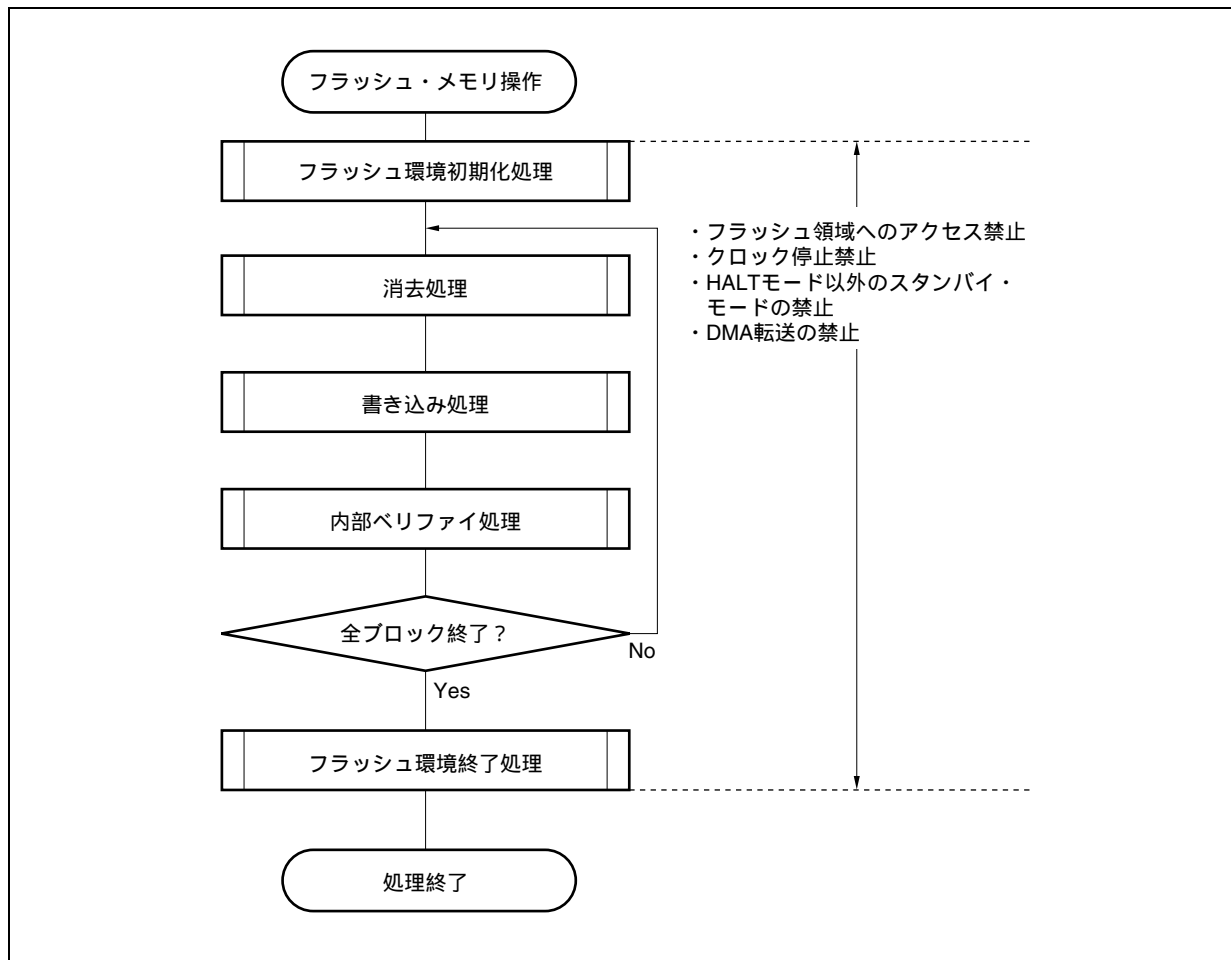 フラッシュ・メモリ操作
フラッシュ環境初期化処理
・フラッシュ領域へのアクセス禁止
・クロック停止禁止
・HALTモード以外のスタンバイ・
モードの禁止
・DMA転送の禁止
消去処理
書き込み処理
内部ベリファイ処理
全ブロック終了？
No
Yes
フラッシュ環境終了処理
処理終了